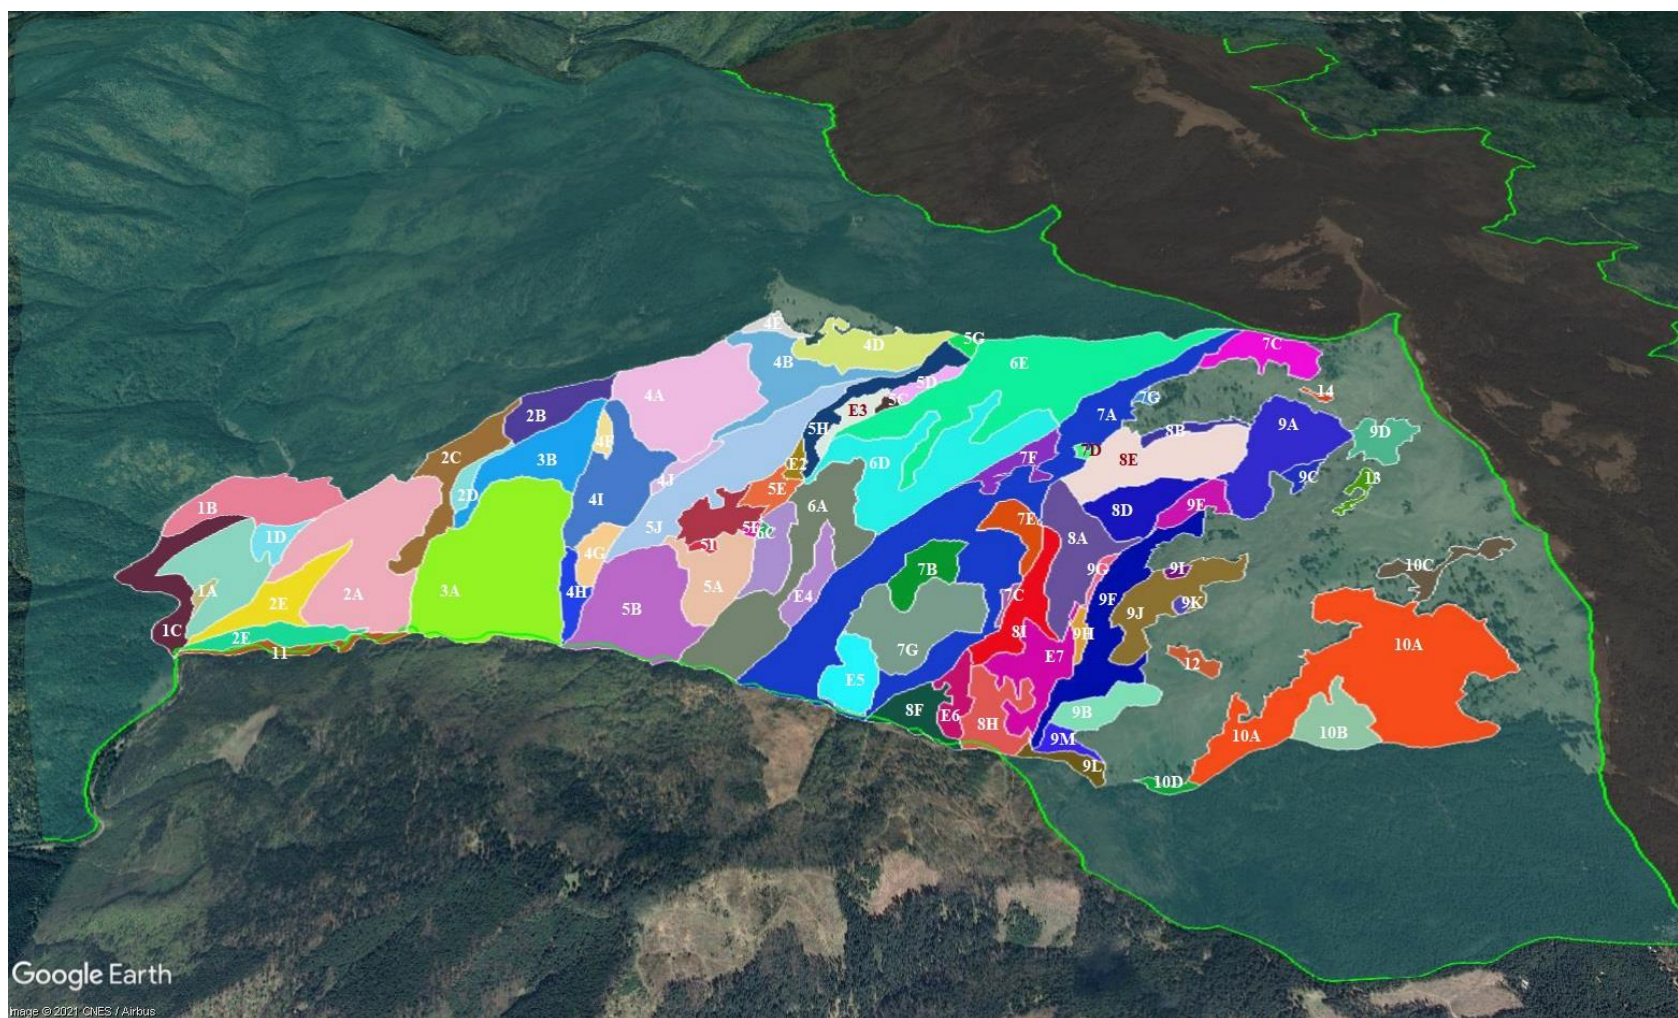 4E
5G
4D
7C
4B
6E
5D
14
4A
5C
7G
E3
7A
2B
9A
5H
8B
9D
4F
7D
2C
7F
8E
3B
E2
6D
9C
13
4J
5E
2D
4I
1B
6A
8D
9E
5J
5F
7E
1D
6C
8A
5I
4G
10C
7B
9G
9I
1A
5A
4H
3A
2A
E4
7C
9F
9K
2E
5B
9J
1C
8I
9H
2E
10A
11
7G
E7
12
E5
8F
E6
9B
8H
10B
10A
9M
9L
10D
Google Earth
Image © 2021 CNES / Airbus